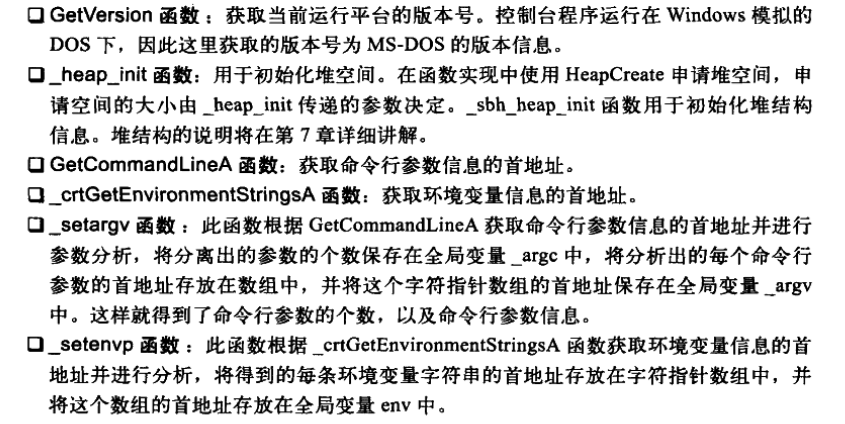 ❑ GetVersion 函数：获取当前运行平台的版本号。控制台程序运行在 Windows 模拟的
DOS 下，因此这里获取的版本号为 MS-DOS 的版本信息。
❑ _heap_init 函数：用于初始化堆空间。在函数实现中使用 HeapCreate 申请堆空间，申
请空间的大小由 _heap_init 传递的参数决定。_sbh_heap_init 函数用于初始化堆结构
信息。堆结构的说明将在第 7 章详细讲解。
❑ GetCommandLineA 函数：获取命令行参数信息的首地址。
❑ _crtGetEnvironmentStringsA 函数：获取环境变量信息的首地址。
❑ _setargv 函数：此函数根据 GetCommandLineA 获取命令行参数信息的首地址并进行
参数分析，将分离出的参数的个数保存在全局变量 _argc 中，将分析出的每个命令行
参数的首地址存放在数组中，并将这个字符指针数组的首地址保存在全局变量 _argv
中。这样就得到了命令行参数的个数，以及命令行参数信息。
❑ _setenvp 函数：此函数根据 _crtGetEnvironmentStringsA 函数获取环境变量信息的首
地址并进行分析，将得到的每条环境变量字符串的首地址存放在字符指针数组中，并
将这个数组的首地址存放在全局变量 env 中。